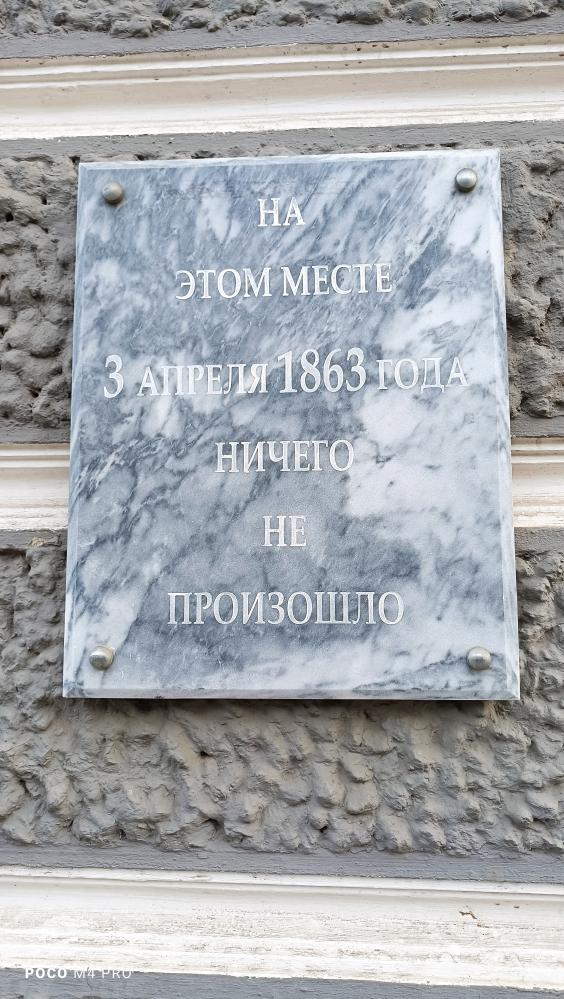 НА
ЭТОМ МЕСТЕ
3 АПРЕЛЯ 1863 ГОДА
НИЧЕГО
НЕ
ПРОИЗОШЛО
POCO M4 PRO